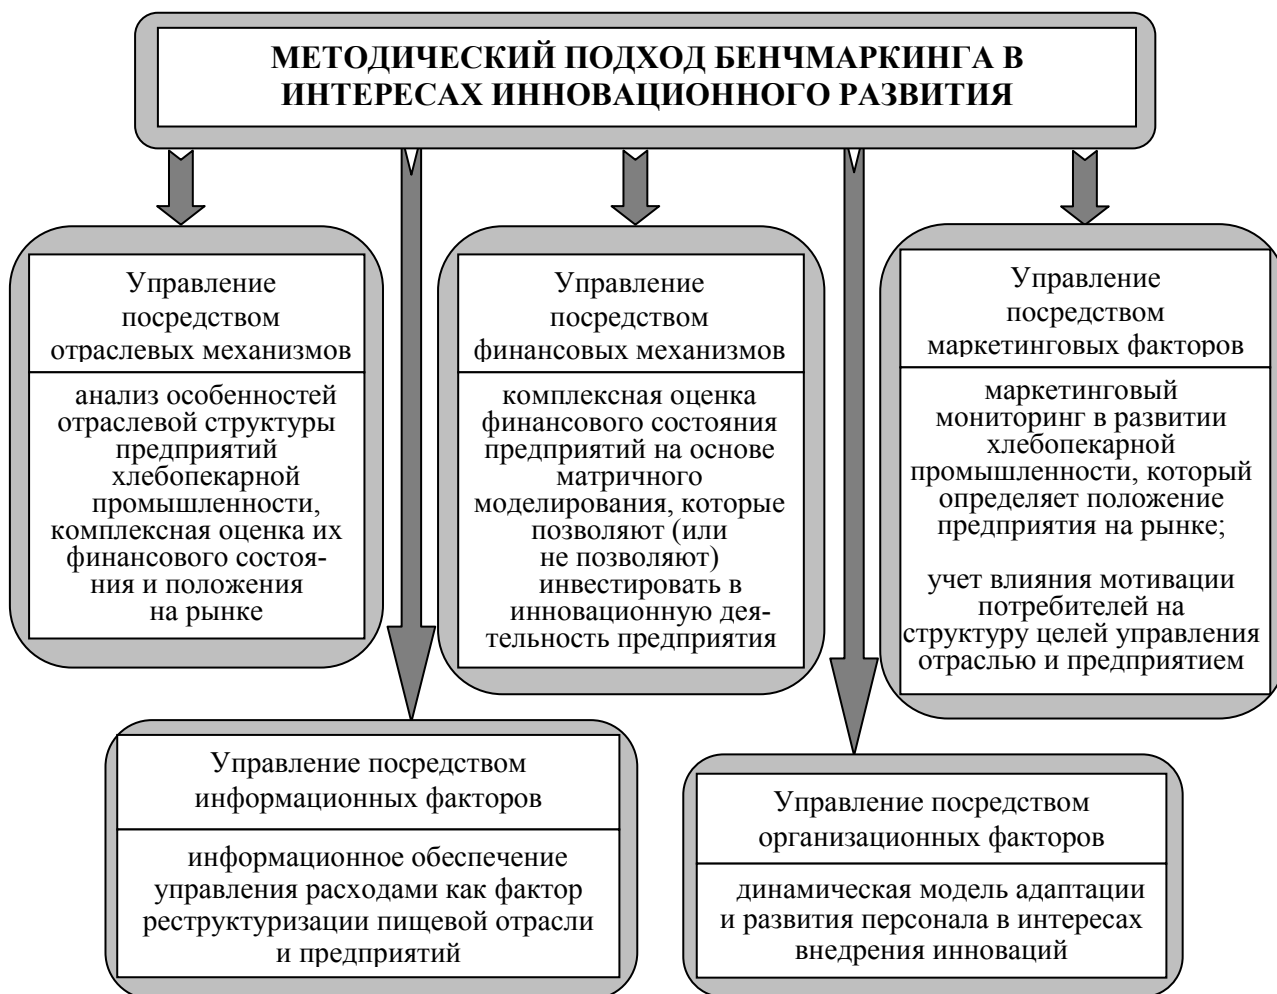 МЕТОДИЧЕСКИЙ ПОДХОД БЕНЧМАРКИНГА В
ИНТЕРЕСАХ ИННОВАЦИОННОГО РАЗВИТИЯ
Управление
посредством
отраслевых механизмов
анализ особенностей
отраслевой структуры
предприятий
хлебопекарной
промышленности,
комплексная оценка их
финансового состоя-
ния и положения
на рынке
Управление
посредством
финансовых механизмов
комплексная оценка
финансового состояния
предприятий на основе
матричного
моделирования, которые
позволяют (или
не позволяют)
инвестировать в
инновационную дея-
тельность предприятия
Управление
посредством
маркетинговых факторов
маркетинговый
мониторинг в развитии
хлебопекарной
промышленности, который
определяет положение
предприятия на рынке;
учет влияния мотивации
потребителей на
структуру целей управления
отраслью и предприятием
Управление посредством
информационных факторов
информационное обеспечение
управления расходами как фактор
реструктуризации пищевой отрасли
и предприятий
Управление посредством
организационных факторов
динамическая модель адаптации
и развития персонала в интересах
внедрения инноваций